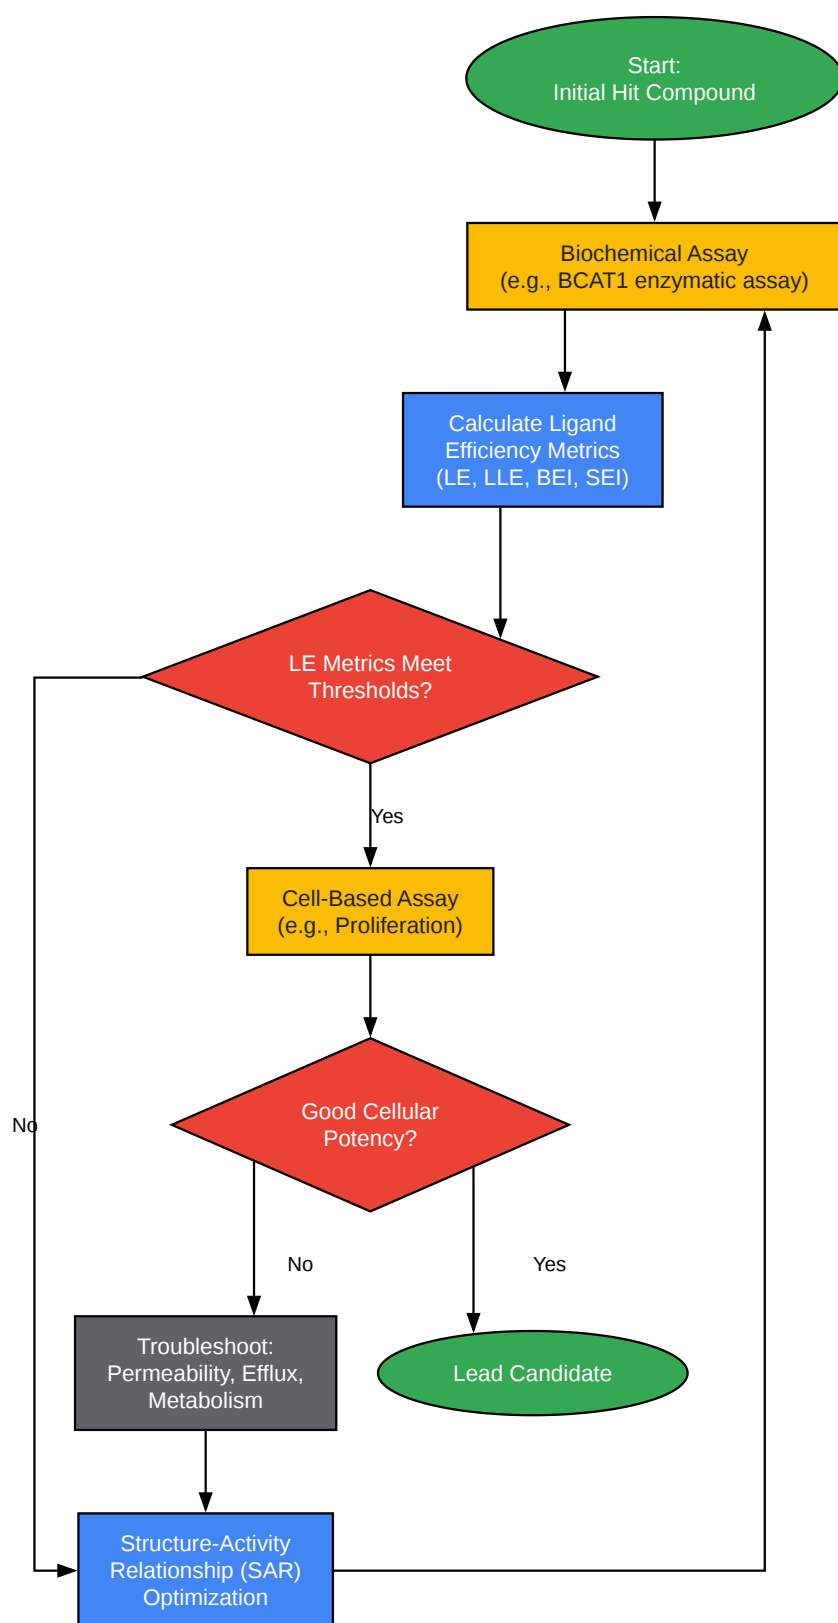 Start:
Initial Hit Compound
Biochemical Assay
(e.g., BCAT1 enzymatic assay)
Calculate Ligand
Efficiency Metrics
(LE, LLE, BEI, SEI)
LE Metrics Meet
Thresholds?
Yes
Cell-Based Assay
(e.g., Proliferation)
Good Cellular
Potency?
No
No
Yes
Troubleshoot:
Permeability, Efflux,
Metabolism
Lead Candidate
Structure-Activity
Relationship (SAR)
Optimization